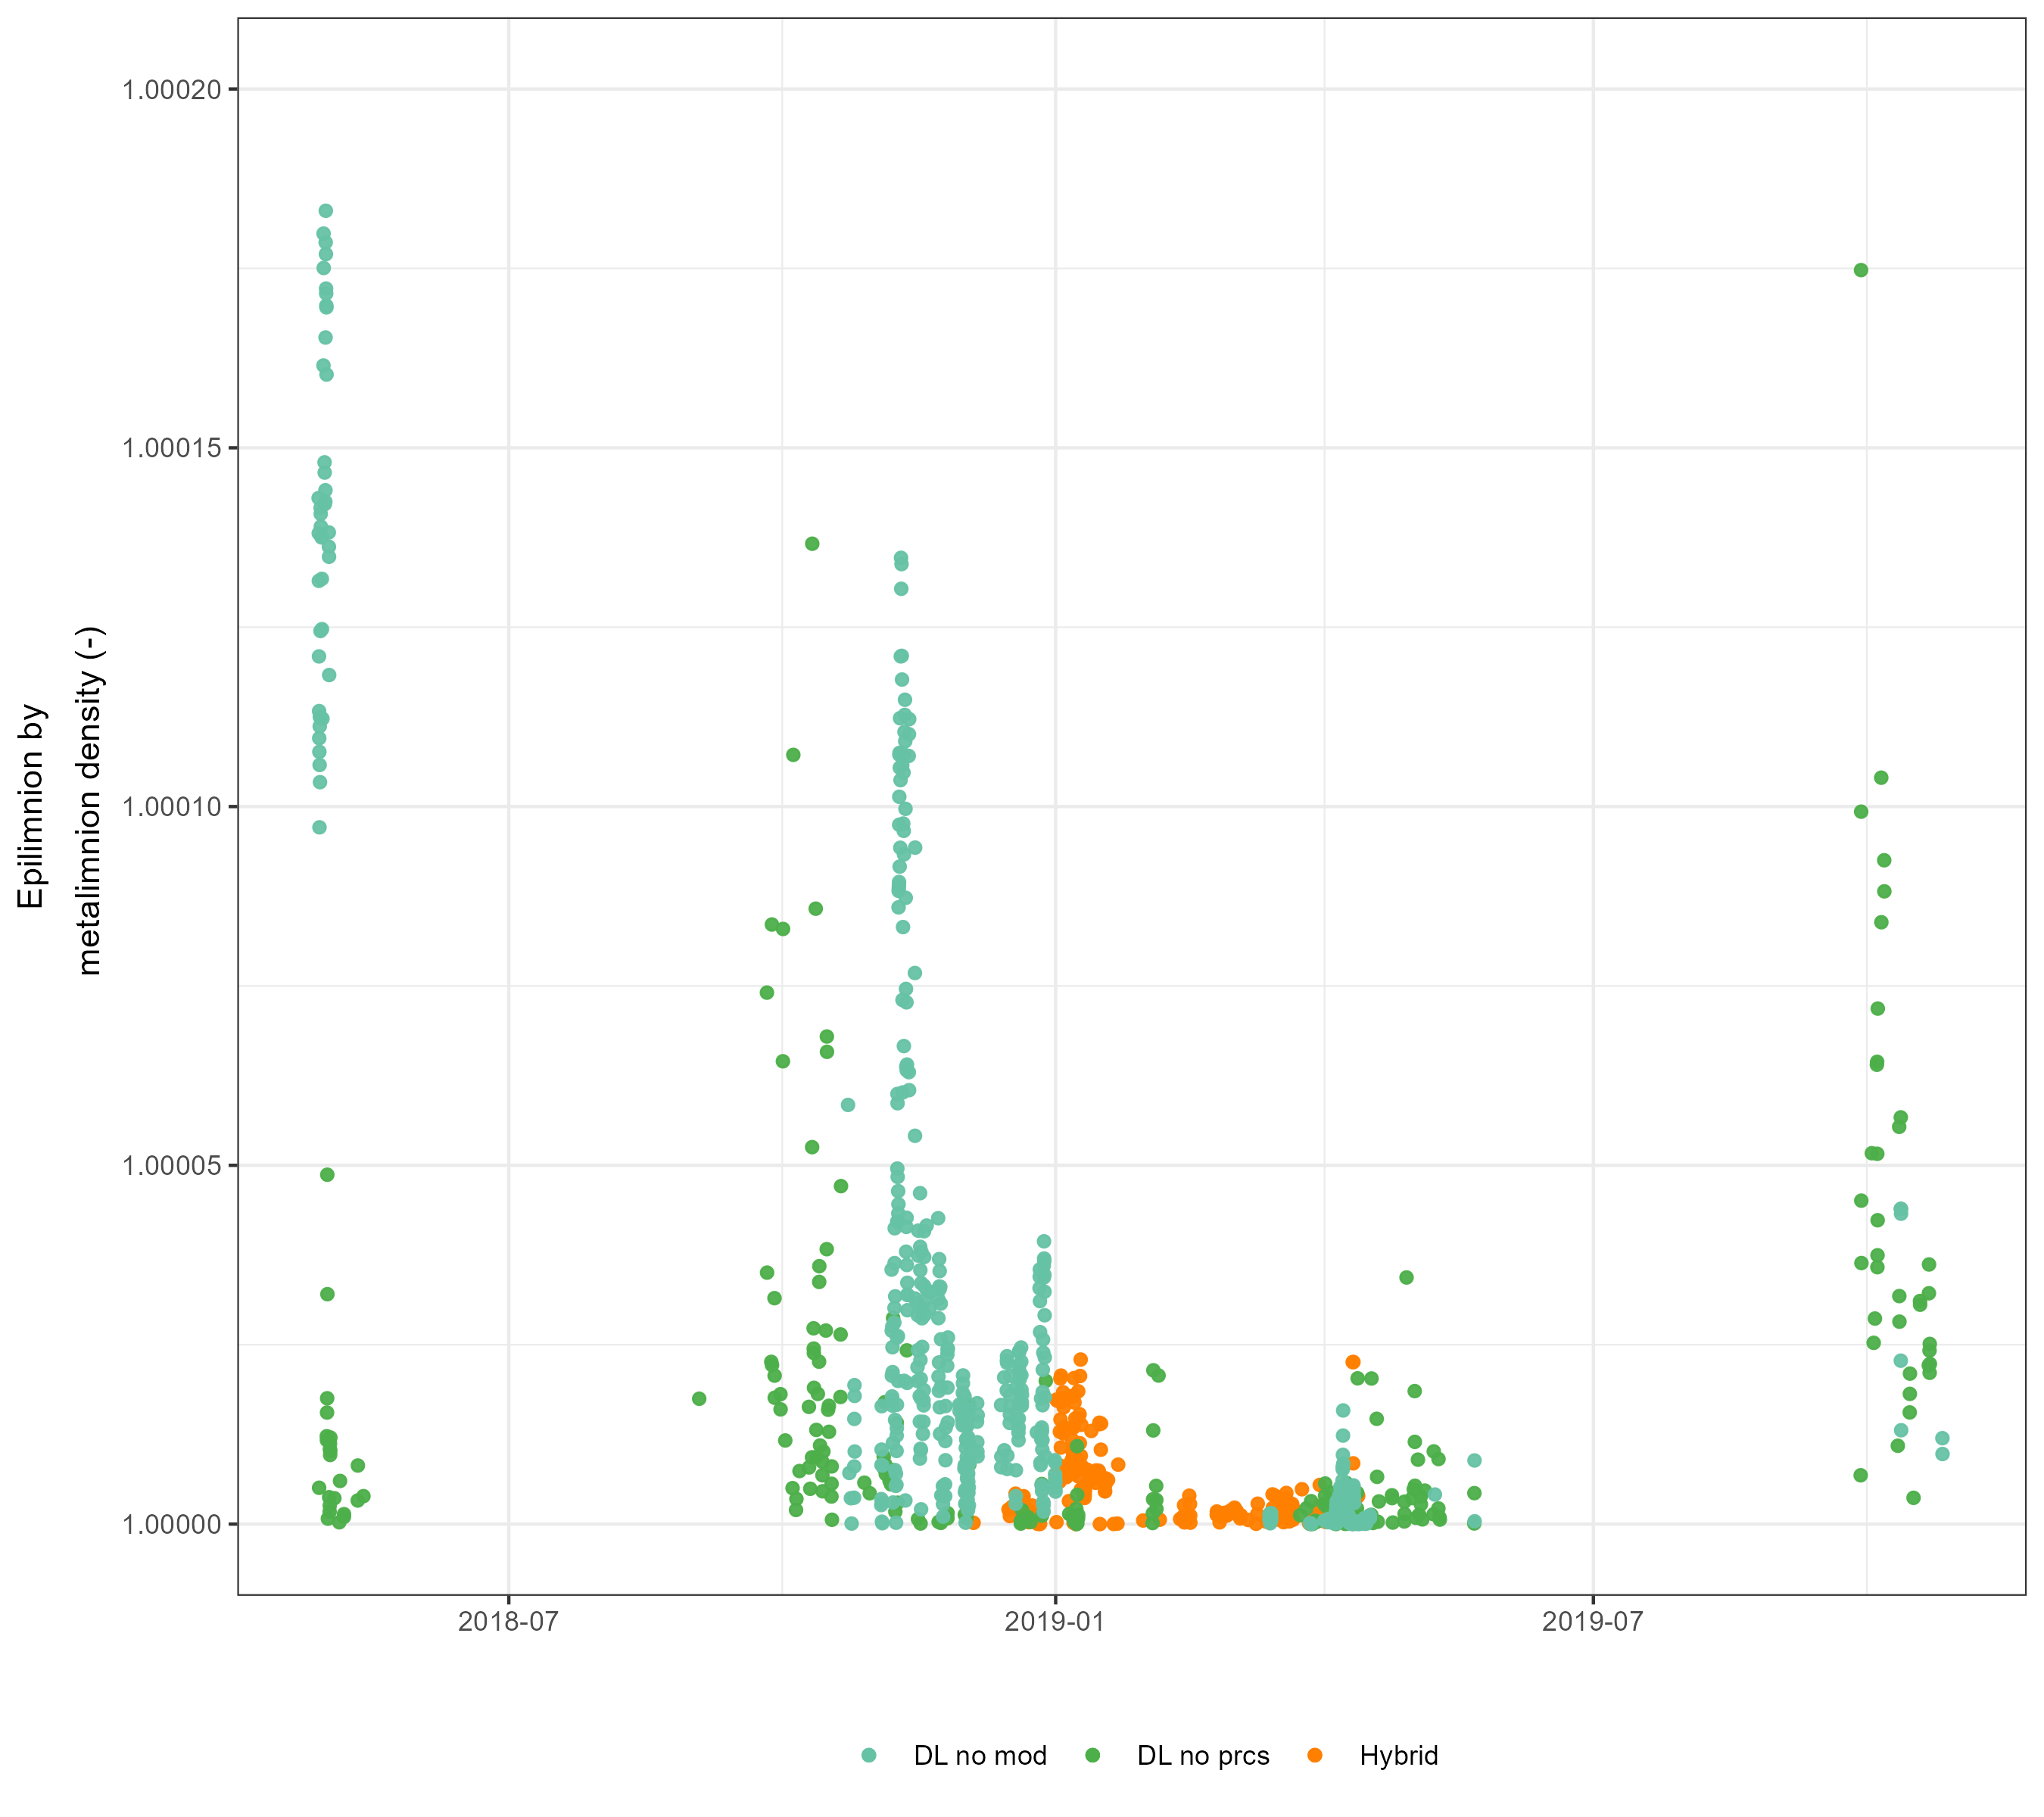 1.00020
1.00015
1.00010
1.00005
1.00000
Epilimnion by
metalimnion density (-)
2018-07
2019-01
2019-07
DL no mod
DL no prcs
Hybrid